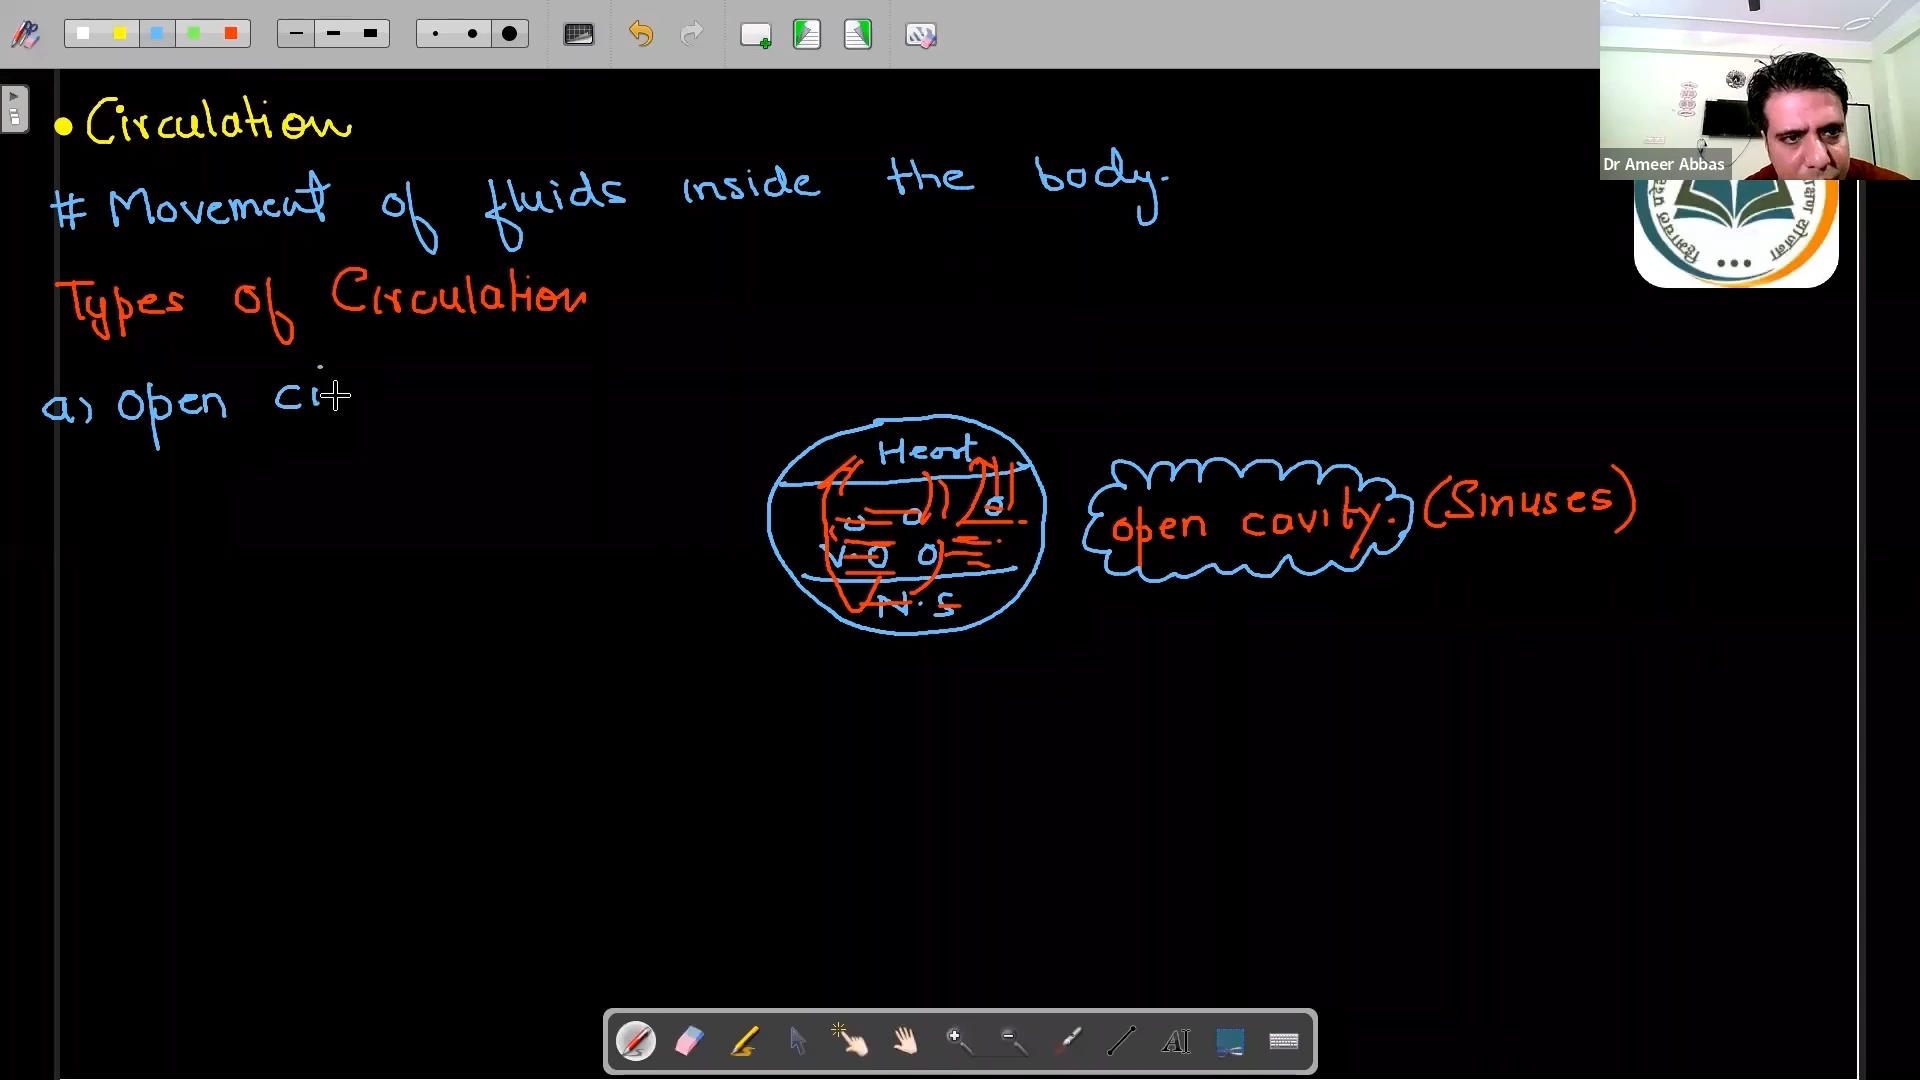 • Circulation
# Movement of fluids inside the body.
Types of Circulation
a) open ci
Heart
V.O
N.S
open cavity. (Sinuses)
Dr Ameer Abbas